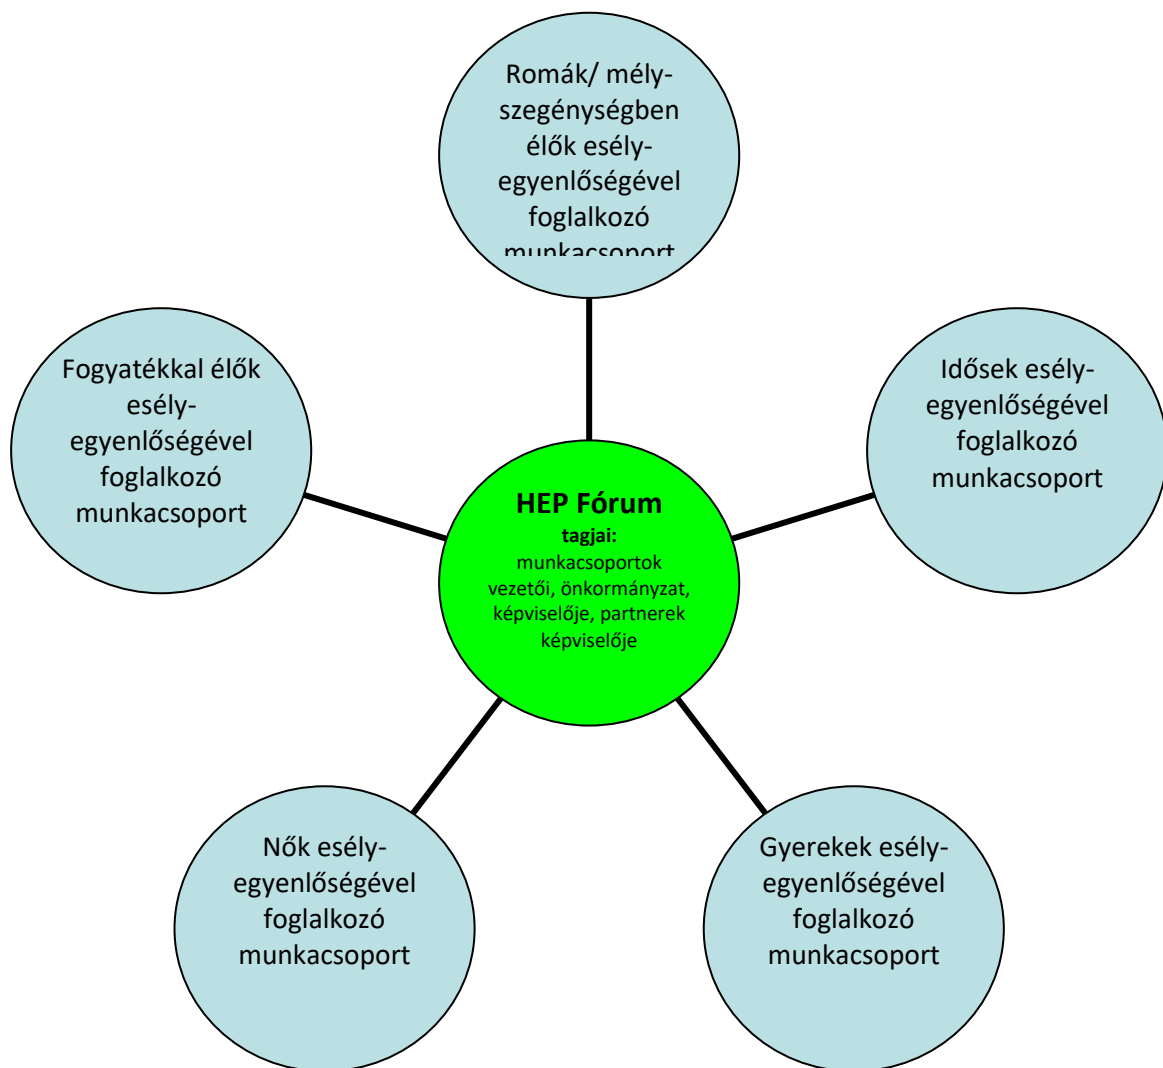 Romák/ mély-
szegénységben
élők esély-
egyenlőségével
foglalkozó
munkacsoport
Fogyatékkal élők
esély-
egyenlőségével
foglalkozó
munkacsoport
Idősek esély-
egyenlőségével
foglalkozó
munkacsoport
HEP Fórum
tagjai:
munkacsoportok
vezetői, önkormányzat,
képviselője, partnerek
képviselője
Nők esély-
egyenlőségével
foglalkozó
munkacsoport
Gyerekek esély-
egyenlőségével
foglalkozó
munkacsoport